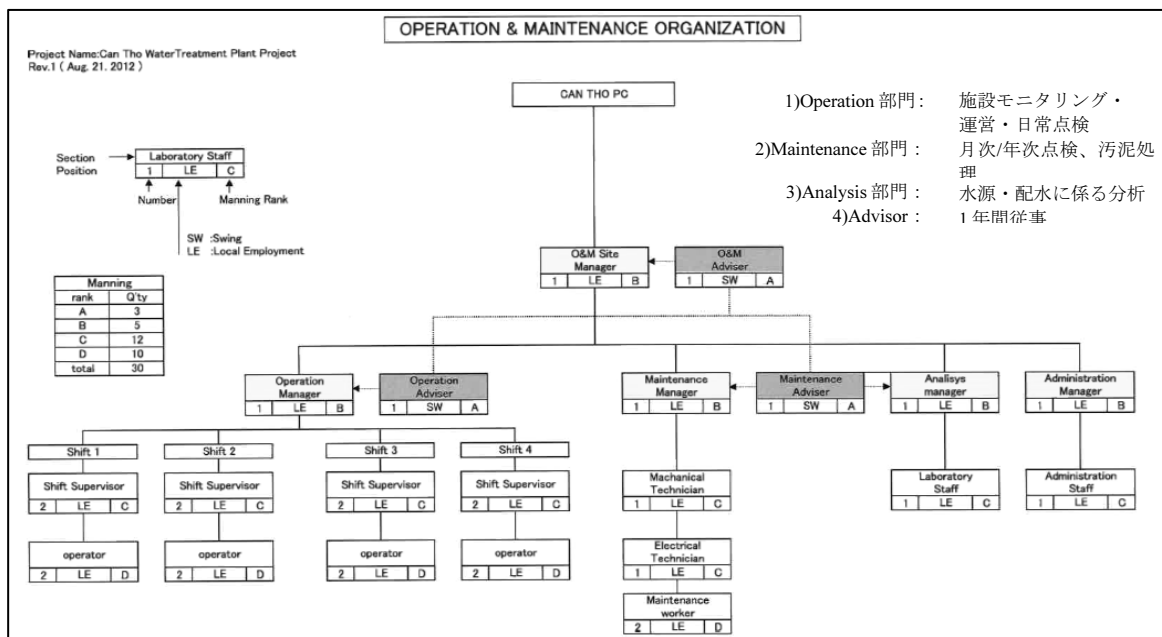 OPERATION & MAINTENANCE ORGANIZATION
Project Name:Can Tho WaterTreatment Plant Project
Rev.1 ( Aug. 21. 2012 )
CAN THO PC
1)Operation 部門 : 施設モニタリング・
運営・日常点検
2)Maintenance 部門 : 月次/年次点検、汚泥処
理
3)Analysis 部門 : 水源・配水に係る分析
4)Advisor : 1 年間従事
Section
Position
Laboratory Staff
1 LE C
Number Manning Rank
SW :Swing
LE :Local Employment
Manning
rank Q'ty
A 3
B 5
C 12
D 10
total 30
O&M Site
Manager
1 LE B
O&M
Adviser
1 SW A
Operation
Manager
1 LE B
Operation
Adviser
1 SW A
Maintenance
Manager
1 LE B
Maintenance
Adviser
1 SW A
Analisys
manager
1 LE B
Administration
Manager
1 LE B
Shift 1
Shift Supervisor
2 LE C
operator
2 LE D
Shift 2
Shift Supervisor
2 LE C
operator
2 LE D
Shift 3
Shift Supervisor
2 LE C
operator
2 LE D
Shift 4
Shift Supervisor
2 LE C
operator
2 LE D
Machanical
Technician
1 LE C
Electrical
Technician
1 LE C
Maintenance
worker
2 LE D
Laboratory
Staff
1 LE C
Administration
Staff
1 LE C